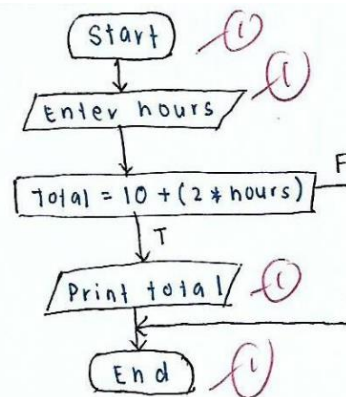 Start ①
Enter hours ①
Total = 10 + (2 * hours) F
T
Print total ①
End ①